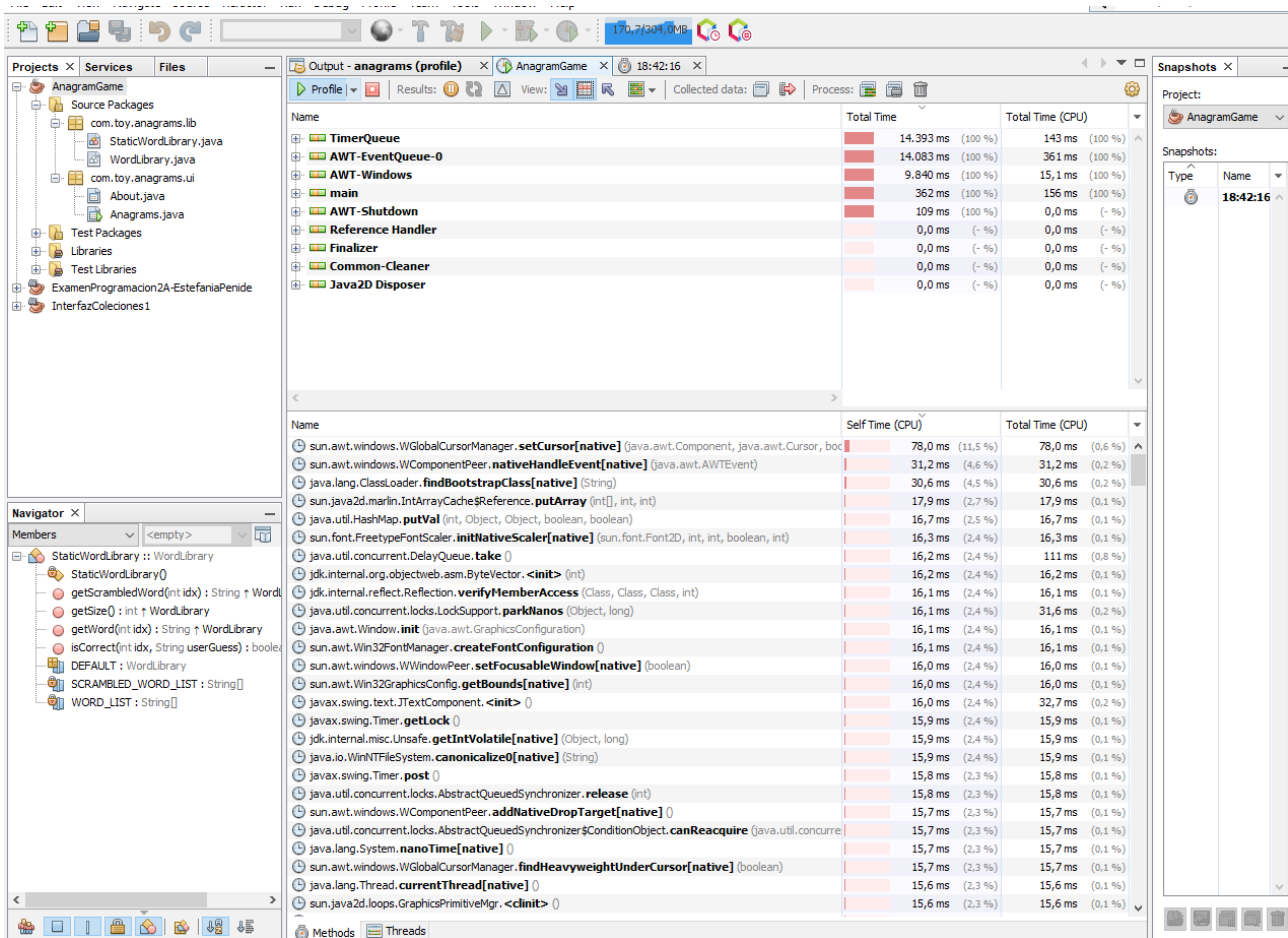 170,7/304,0MB
Projects
Services
Files
AnagramGame
Source Packages
com.toy.anagrams.lib
StaticWordLibrary.java
WordLibrary.java
com.toy.anagrams.ui
About.java
Anagrams.java
Test Packages
Libraries
Test Libraries
ExamenProgramacion2A-EstefaniaPenide
InterfazColeciones1
Navigator
Members
<empty>
StaticWordLibrary :: WordLibrary
StaticWordLibrary()
getScrambledWord(int idx) : String ↑ WordL
getSize() : int ↑ WordLibrary
getWord(int idx) : String ↑ WordLibrary
isCorrect(int idx, String userGuess) : boolea
DEFAULT : WordLibrary
SCRAMBLED_WORD_LIST : String[]
WORD_LIST : String[]
Output - anagrams (profile)
AnagramGame
18:42:16
Profile
Results:
View:
Collected data:
Process:
Name Total Time Total Time (CPU)
TimerQueue 14.393 ms (100 %) 143 ms (100 %)
AWT-EventQueue-0 14.083 ms (100 %) 361 ms (100 %)
AWT-Windows 9.840 ms (100 %) 15,1 ms (100 %)
main 362 ms (100 %) 156 ms (100 %)
AWT-Shutdown 109 ms (100 %) 0,0 ms (- %)
Reference Handler 0,0 ms (- %) 0,0 ms (- %)
Finalizer 0,0 ms (- %) 0,0 ms (- %)
Common-Cleaner 0,0 ms (- %) 0,0 ms (- %)
Java2D Disposer 0,0 ms (- %) 0,0 ms (- %)
Name Self Time (CPU) Total Time (CPU)
sun.awt.windows.WGlobalCursorManager.setCursor[native] (java.awt.Component, java.awt.Cursor, boo 78,0 ms (11,5 %) 78,0 ms (0,6 %)
sun.awt.windows.WComponentPeer.nativeHandleEvent[native] (java.awt.AWTEvent) 31,2 ms (4,6 %) 31,2 ms (0,2 %)
java.lang.ClassLoader.findBootstrapClass[native] (String) 30,6 ms (4,5 %) 30,6 ms (0,2 %)
sun.java2d.marlin.IntArrayCache$Reference.putArray (int[], int, int) 17,9 ms (2,7 %) 17,9 ms (0,1 %)
java.util.HashMap.putVal (int, Object, Object, boolean, boolean) 16,7 ms (2,5 %) 16,7 ms (0,1 %)
sun.font.FreetypeFontScaler.initNativeScaler[native] (sun.font.Font2D, int, int, boolean, int) 16,3 ms (2,4 %) 16,3 ms (0,1 %)
java.util.concurrent.DelayQueue.take () 16,2 ms (2,4 %) 111 ms (0,8 %)
jdk.internal.org.objectweb.asm.ByteVector.<init> (int) 16,2 ms (2,4 %) 16,2 ms (0,1 %)
jdk.internal.reflect.Reflection.verifyMemberAccess (Class, Class, Class, int) 16,1 ms (2,4 %) 16,1 ms (0,1 %)
java.util.concurrent.locks.LockSupport.parkNanos (Object, long) 16,1 ms (2,4 %) 31,6 ms (0,2 %)
java.awt.Window.init (java.awt.GraphicsConfiguration) 16,1 ms (2,4 %) 16,1 ms (0,1 %)
sun.awt.Win32FontManager.createFontConfiguration () 16,1 ms (2,4 %) 16,1 ms (0,1 %)
sun.awt.windows.WWindowPeer.setFocusableWindow[native] (boolean) 16,0 ms (2,4 %) 16,0 ms (0,1 %)
sun.awt.Win32GraphicsConfig.getBounds[native] (int) 16,0 ms (2,4 %) 16,0 ms (0,1 %)
javax.swing.text.JTextComponent.<init> () 16,0 ms (2,4 %) 32,7 ms (0,2 %)
javax.swing.Timer.getLock () 15,9 ms (2,4 %) 15,9 ms (0,1 %)
jdk.internal.misc.Unsafe.getIntVolatile[native] (Object, long) 15,9 ms (2,4 %) 15,9 ms (0,1 %)
java.io.WinNTFileSystem.canonicalize0[native] (String) 15,9 ms (2,4 %) 15,9 ms (0,1 %)
javax.swing.Timer.post () 15,8 ms (2,3 %) 15,8 ms (0,1 %)
java.util.concurrent.locks.AbstractQueuedSynchronizer.release (int) 15,8 ms (2,3 %) 15,8 ms (0,1 %)
sun.awt.windows.WComponentPeer.addNativeDropTarget[native] () 15,7 ms (2,3 %) 15,7 ms (0,1 %)
java.util.concurrent.locks.AbstractQueuedSynchronizer$ConditionObject.canReacquire (java.util.concurre 15,7 ms (2,3 %) 15,7 ms (0,1 %)
java.lang.System.nanoTime[native] () 15,7 ms (2,3 %) 15,7 ms (0,1 %)
sun.awt.windows.WGlobalCursorManager.findHeavyweightUnderCursor[native] (boolean) 15,7 ms (2,3 %) 15,7 ms (0,1 %)
java.lang.Thread.currentThread[native] () 15,6 ms (2,3 %) 15,6 ms (0,1 %)
sun.java2d.loops.GraphicsPrimitiveMgr.<clinit> () 15,6 ms (2,3 %) 15,6 ms (0,1 %)
Methods
Threads
Snapshots
Project:
AnagramGame
Snapshots:
Type Name
18:42:16